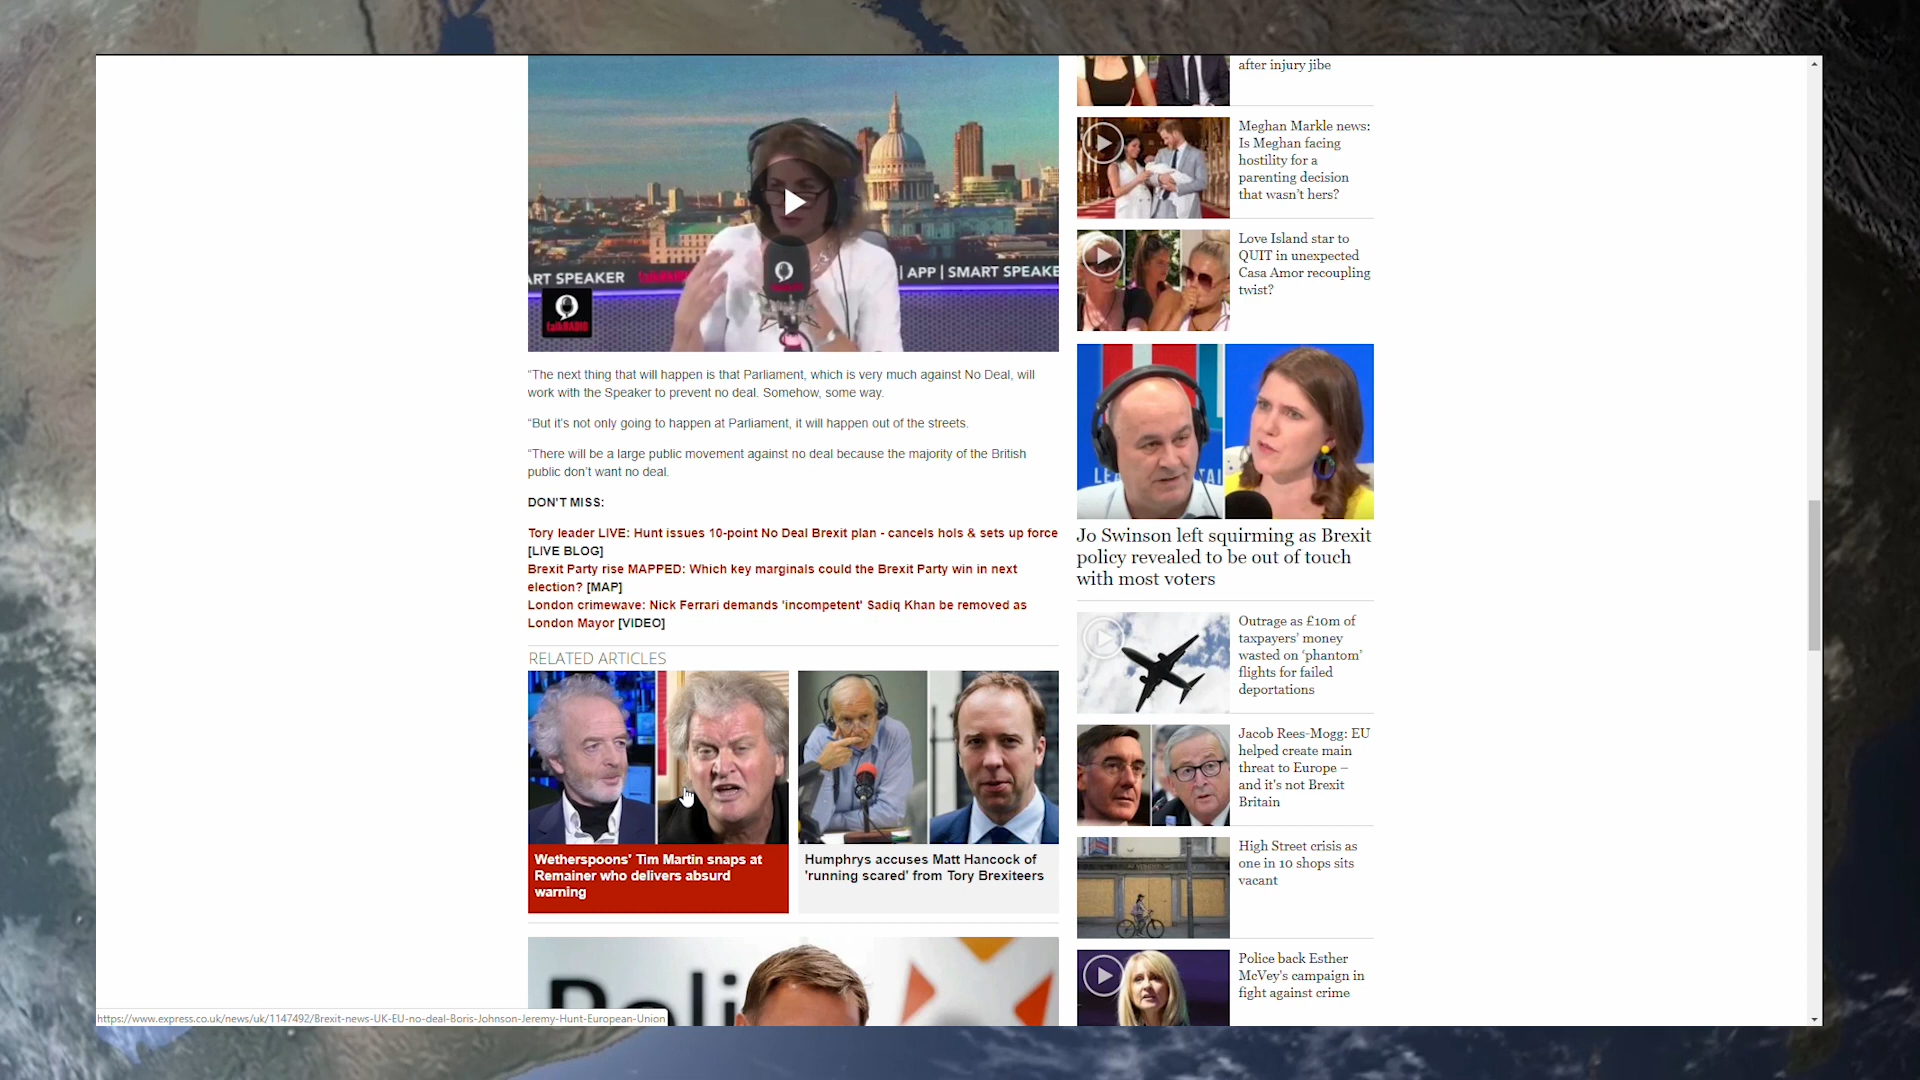 ART SPEAKER
talkRADIO
| APP | SMART SPEAKE
talkRADIO
“The next thing that will happen is that Parliament, which is very much against No Deal, will
work with the Speaker to prevent no deal. Somehow, some way.
“But it’s not only going to happen at Parliament, it will happen out of the streets.
“There will be a large public movement against no deal because the majority of the British
public don’t want no deal.
DON'T MISS:
Tory leader LIVE: Hunt issues 10-point No Deal Brexit plan - cancels hols & sets up force
[LIVE BLOG]
Brexit Party rise MAPPED: Which key marginals could the Brexit Party win in next
election? [MAP]
London crimewave: Nick Ferrari demands 'incompetent' Sadiq Khan be removed as
London Mayor [VIDEO]
RELATED ARTICLES
Wetherspoons' Tim Martin snaps at
Remainer who delivers absurd
warning
Humphrys accuses Matt Hancock of
'running scared' from Tory Brexiteers
Poli
https://www.express.co.uk/news/uk/1147492/Brexit-news-UK-EU-no-deal-Boris-Johnson-Jeremy-Hunt-European-Union
after injury jibe
Meghan Markle news:
Is Meghan facing
hostility for a
parenting decision
that wasn’t hers?
Love Island star to
QUIT in unexpected
Casa Amor recoupling
twist?
LE
TAI
Jo Swinson left squirming as Brexit
policy revealed to be out of touch
with most voters
Outrage as £10m of
taxpayers’ money
wasted on ‘phantom’
flights for failed
deportations
Jacob Rees-Mogg: EU
helped create main
threat to Europe –
and it's not Brexit
Britain
High Street crisis as
one in 10 shops sits
vacant
Police back Esther
McVey's campaign in
fight against crime